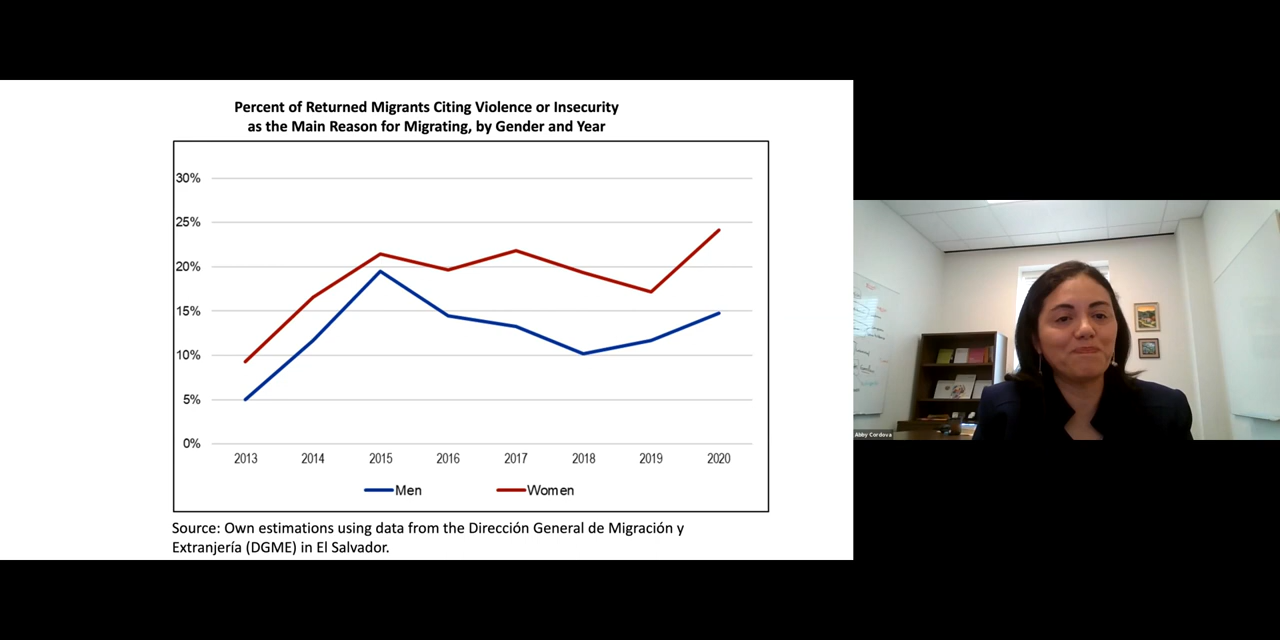 Percent of Returned Migrants Citing Violence or Insecurity
as the Main Reason for Migrating, by Gender and Year
30%
25%
20%
15%
10%
5%
0%
2013 2014 2015 2016 2017 2018 2019 2020
Men Women
Source: Own estimations using data from the Dirección General de Migración y
Extranjería (DGME) in El Salvador.
Abby Cordova